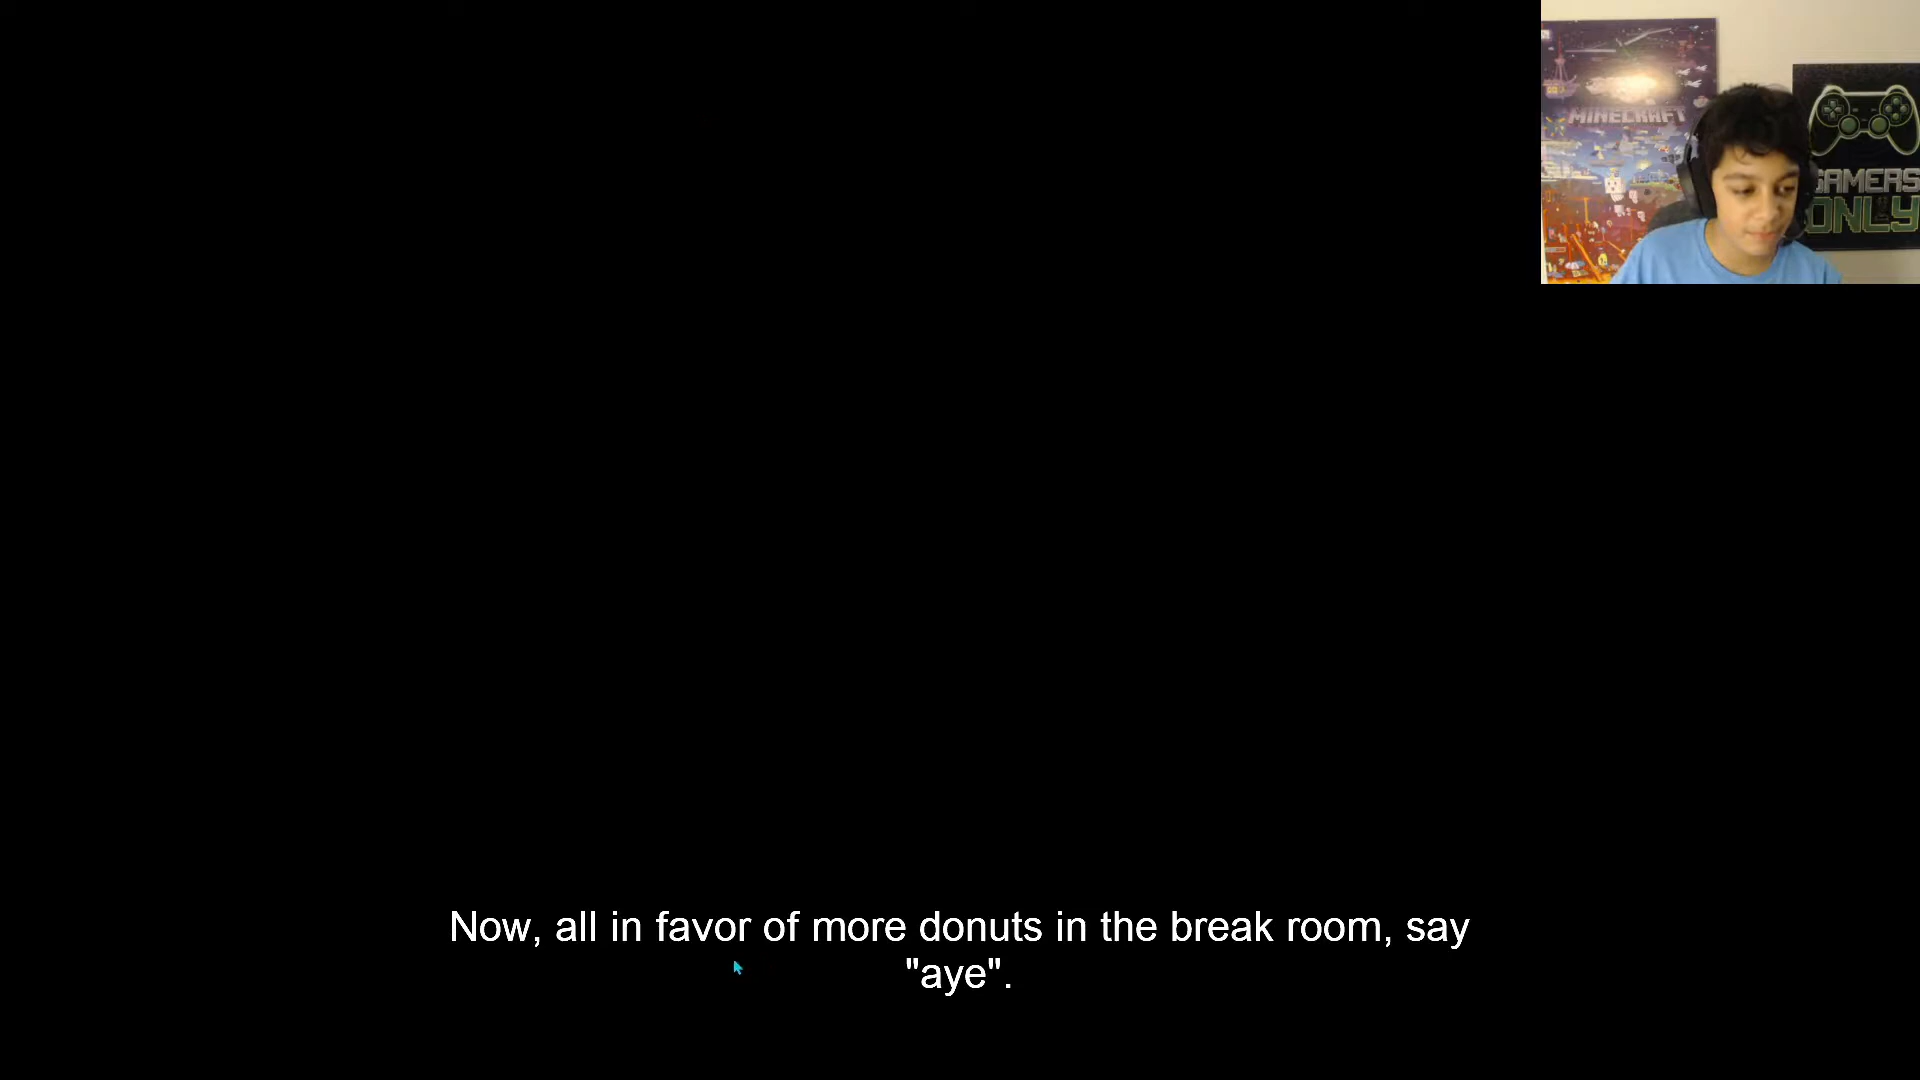 MINECRAFT
GAMERS
ONLY
Now, all in favor of more donuts in the break room, say
"aye".